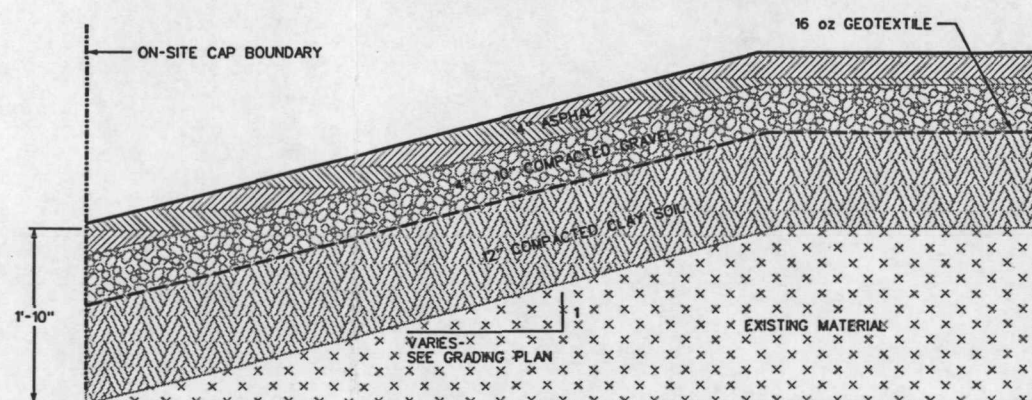 16 oz GEOTEXTILE
ON-SITE CAP BOUNDARY
4" ASPHALT
4" - 10" COMPACTED GRAVEL
12" COMPACTED CLAY SOIL
1'-10"
1
EXISTING MATERIAL
VARIES-
SEE GRADING PLAN